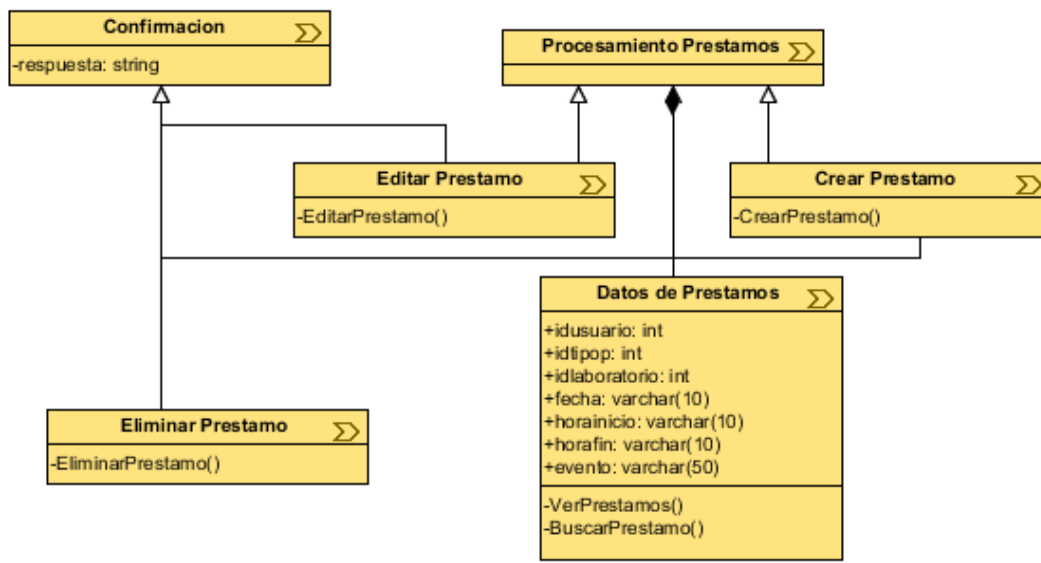 Confirmacion
-respuesta: string
Procesamiento Prestamos
Editar Prestamo
-EditarPrestamo()
Crear Prestamo
-CrearPrestamo()
Datos de Prestamos
+idusuario: int
+idtipop: int
+idlaboratorio: int
+fecha: varchar(10)
+horainicio: varchar(10)
+horafin: varchar(10)
+evento: varchar(50)
-VerPrestamos()
-BuscarPrestamo()
Eliminar Prestamo
-EliminarPrestamo()